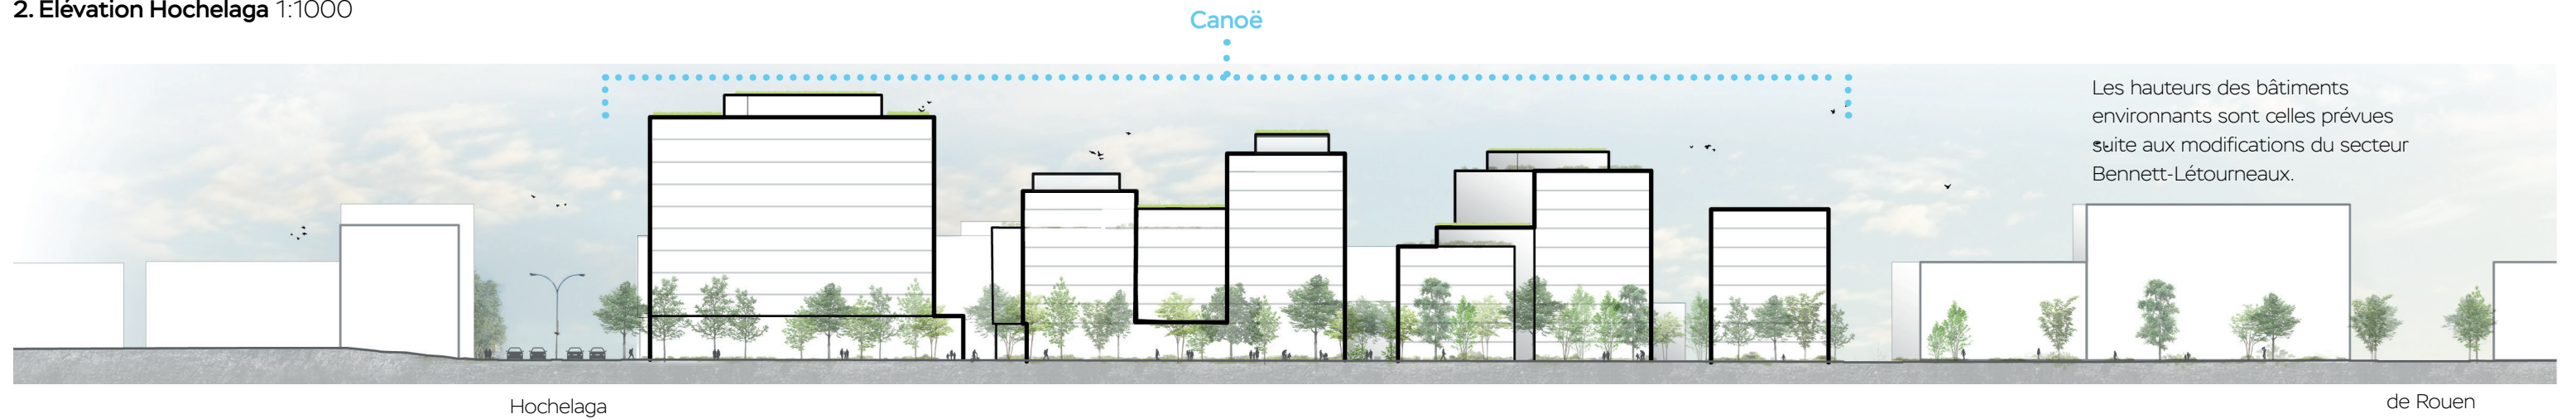 2. Élévation Hochelaga 1:1000
Canoë
Les hauteurs des bâtiments
environnants sont celles prévues
suite aux modifications du secteur
Bennett-Létourneaux.
Hochelaga
de Rouen